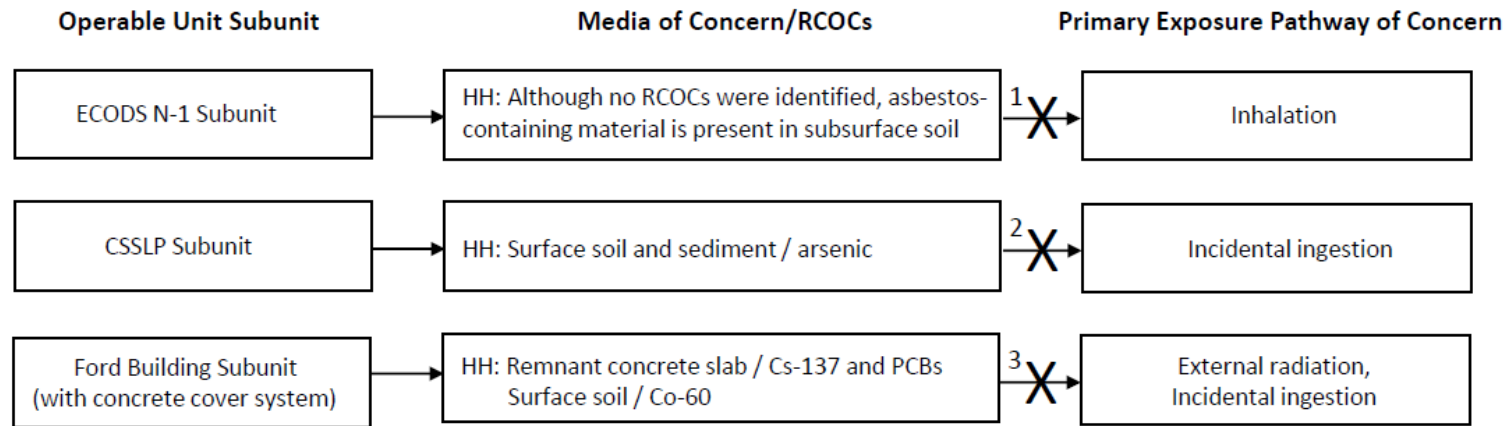 Operable Unit Subunit
Media of Concern/RCOCs
Primary Exposure Pathway of Concern
ECODS N-1 Subunit
HH: Although no RCOCs were identified, asbestos-
containing material is present in subsurface soil
1
X
Inhalation
CSSLP Subunit
HH: Surface soil and sediment / arsenic
2
X
Incidental ingestion
Ford Building Subunit
(with concrete cover system)
HH: Remnant concrete slab / Cs-137 and PCBs
Surface soil / Co-60
3
X
External radiation,
Incidental ingestion